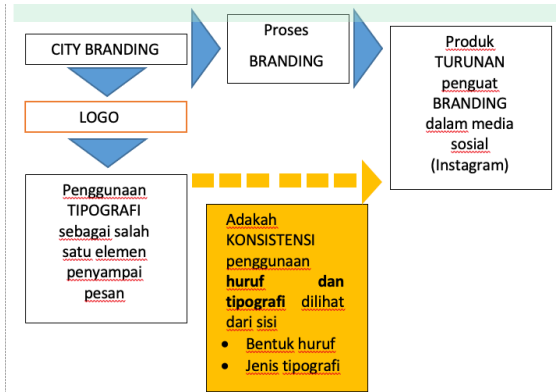 CITY BRANDING
LOGO
Penggunaan
TIPOGRAFI
sebagai salah
satu elemen
penyampai
pesan
Proses
BRANDING
Produk
TURUNAN
penguat
BRANDING
dalam media
sosial
(Instagram)
Adakah
KONSISTENSI
penggunaan
huruf dan
tipografi dilihat
dari sisi
• Bentuk huruf
• Jenis tipografi